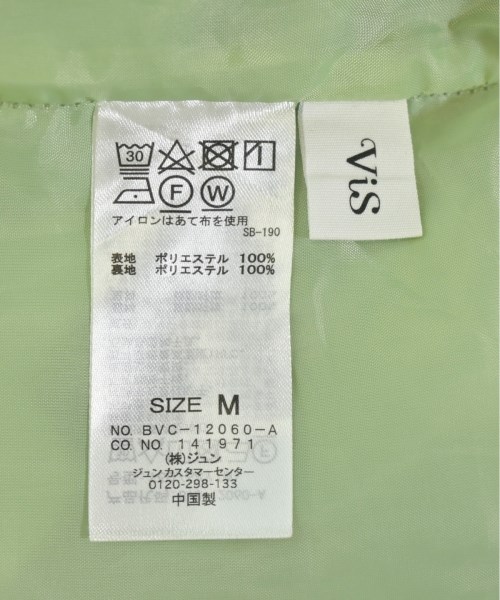 30
F W
アイロンはあて布を使用
SB-190
表地 ポリエステル 100%
裏地 ポリエステル 100%
SIZE M
NO. BVC-12060-A
CO. NO. 141971
(株)ジュン
ジュンカスタマーセンター
0120-298-133
中国製
ViS